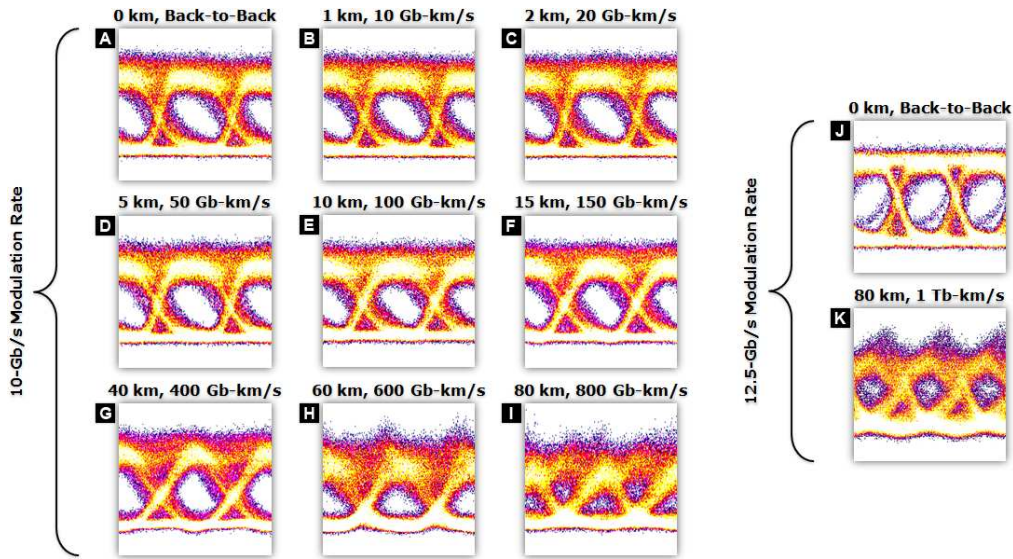 0 km, Back-to-Back
1 km, 10 Gb-km/s
2 km, 20 Gb-km/s
A
B
C
5 km, 50 Gb-km/s
10 km, 100 Gb-km/s
15 km, 150 Gb-km/s
D
E
F
40 km, 400 Gb-km/s
60 km, 600 Gb-km/s
80 km, 800 Gb-km/s
G
H
I
10-Gb/s Modulation Rate
0 km, Back-to-Back
J
80 km, 1 Tb-km/s
K
12.5-Gb/s Modulation Rate